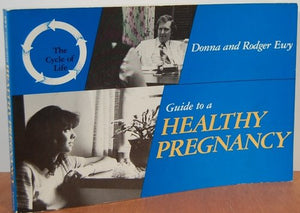 The
Cycle of
Life
Donna and Rodger Ewy
Guide to a
HEALTHY
PREGNANCY